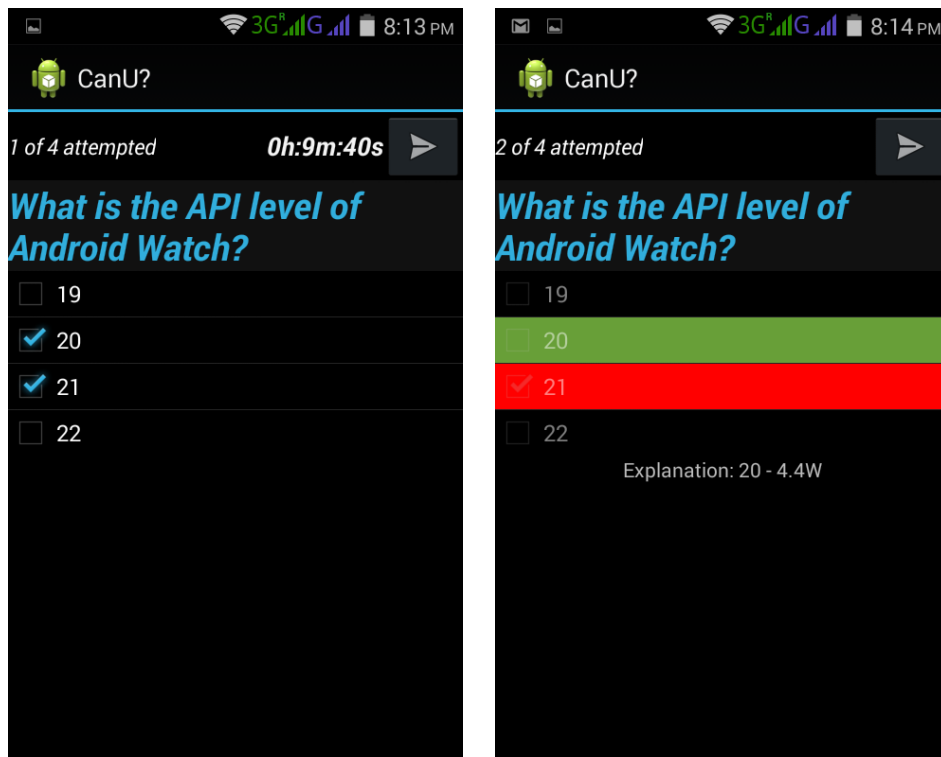 3G R G 8:13 PM
CanU?
1 of 4 attempted 0h:9m:40s
What is the API level of
Android Watch?
19
20
21
22
3G R G 8:14 PM
CanU?
2 of 4 attempted
What is the API level of
Android Watch?
19
20
21
22
Explanation: 20 - 4.4W